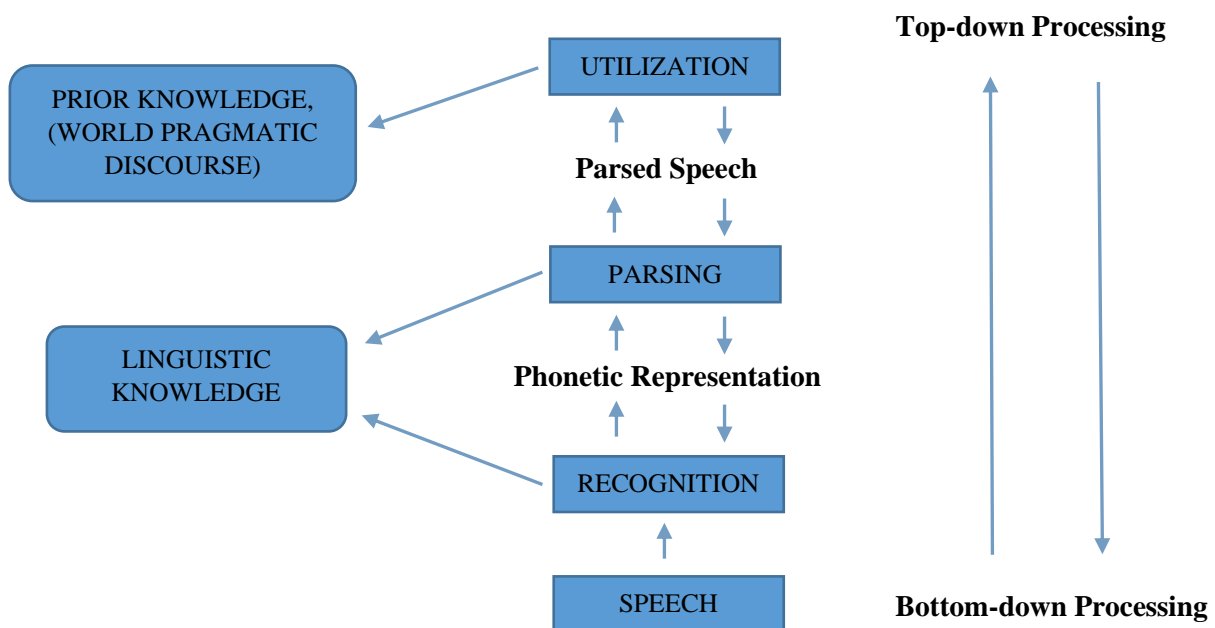 Top-down Processing
UTILIZATION
PRIOR KNOWLEDGE,
(WORLD PRAGMATIC
DISCOURSE)
Parsed Speech
PARSING
LINGUISTIC
KNOWLEDGE
Phonetic Representation
RECOGNITION
SPEECH
Bottom-down Processing